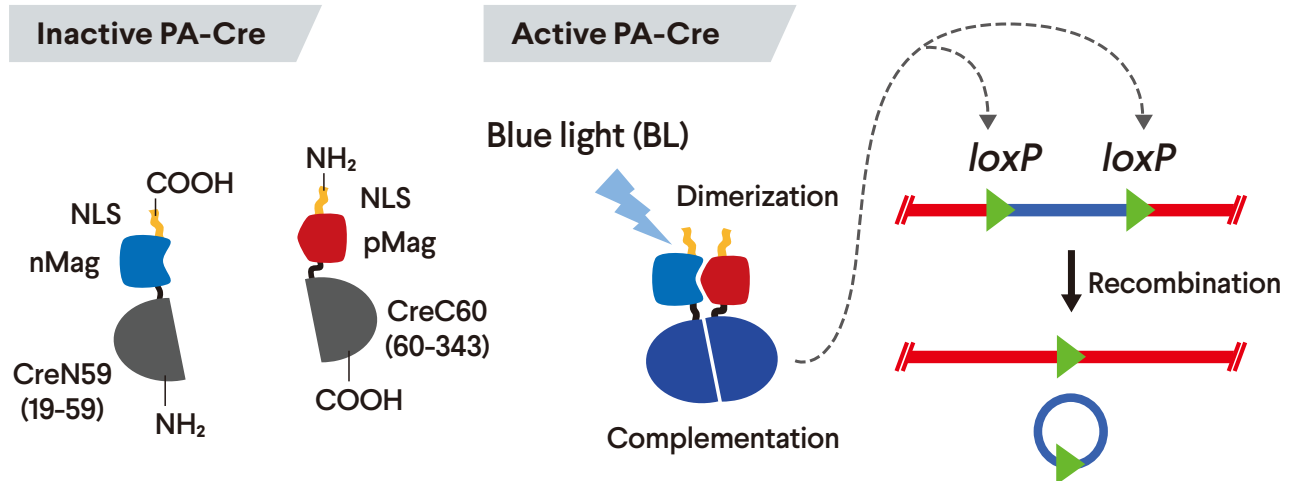 Inactive PA-Cre
COOH
NLS
nMag
CreN59
(19-59)
NH₂
NH₂
NLS
pMag
CreC60
(60-343)
COOH
Active PA-Cre
Blue light (BL)
Dimerization
Complementation
loxP
loxP
Recombination